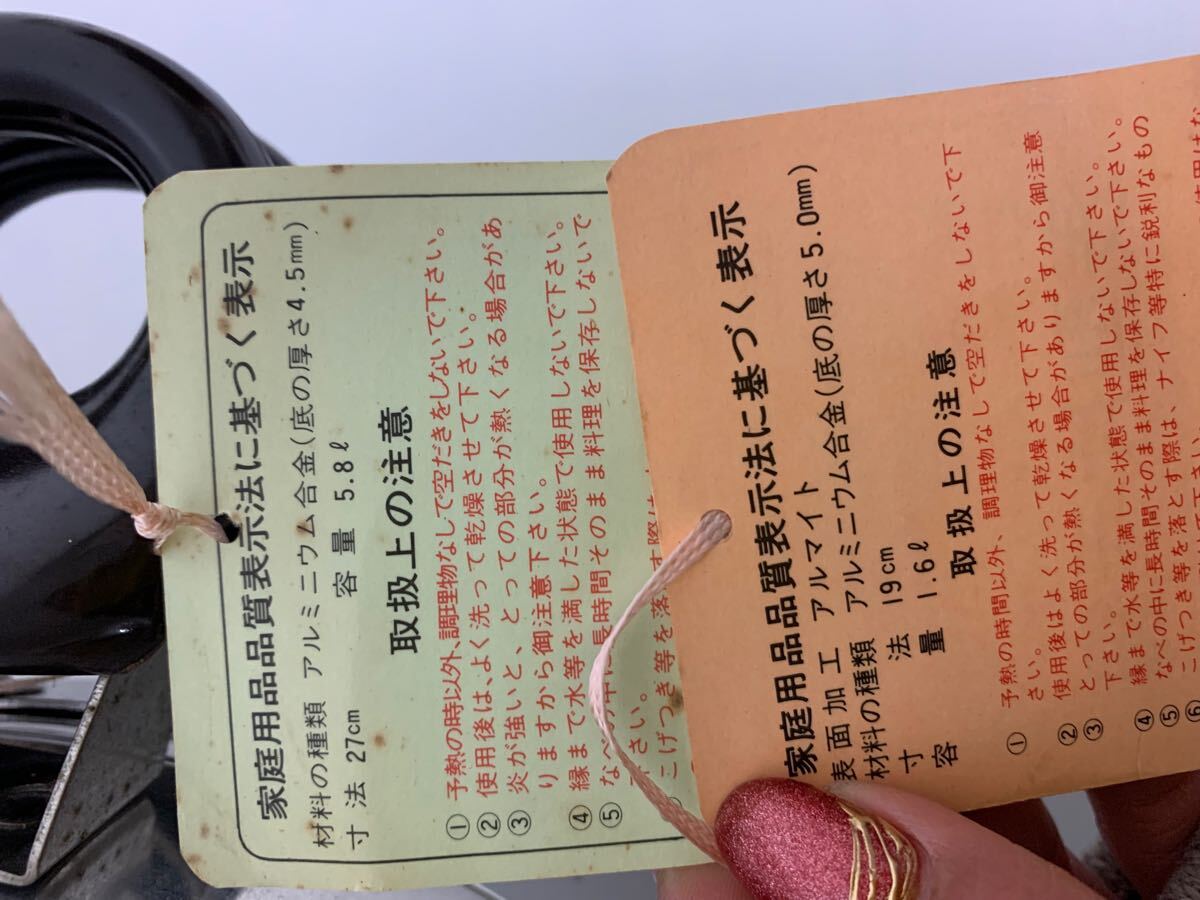 家庭用品品質表示法に基づく表示
材料の種類 アルミニウム合金(底の厚さ4.5mm)
寸法 27cm 容量 5.8ℓ
取扱上の注意
① 予熱の時以外、調理物なしで空だきをしないで下さい。
② 使用後は、よく洗って乾燥させて下さい。
③ 炎が強いと、とっての部分が熱くなる場合があ
りますから御注意下さい。
④ 縁まで水等を満した状態で使用しないで下さい。
⑤ なべの中に長時間そのまま料理を保存しないで
下さい。
こげつき等を落す際
家庭用品品質表示法に基づく表示
表面加工 アルマイト
材料の種類 アルミニウム合金(底の厚さ5.0mm)
寸法 19cm
容量 1.6ℓ
取扱上の注意
① 予熱の時間以外、調理物なしで空だきをしないで下
さい。
② 使用後はよく洗って乾燥させて下さい。
③ とっての部分が熱くなる場合がありますから御注意
下さい。
④ 縁まで水等を満した状態で使用しないで下さい。
⑤ なべの中に長時間そのまま料理を保存しないで下さい。
⑥ こげつき等を落とす際は、ナイフ等特に鋭利なもの